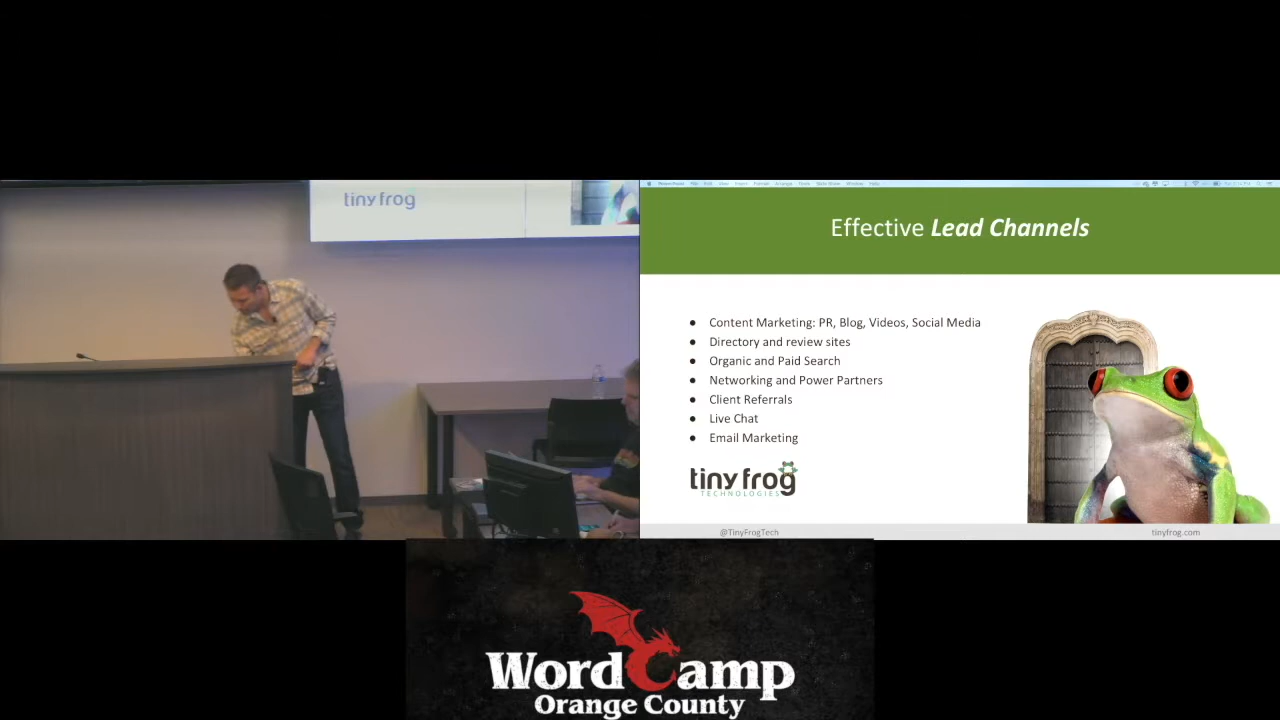 tiny frog
Effective Lead Channels
● Content Marketing: PR, Blog, Videos, Social Media
● Directory and review sites
● Organic and Paid Search
● Networking and Power Partners
● Client Referrals
● Live Chat
● Email Marketing
tiny frog
TECHNOLOGIES
@TinyFrogTech
tinyfrog.com
WordCamp
Orange County